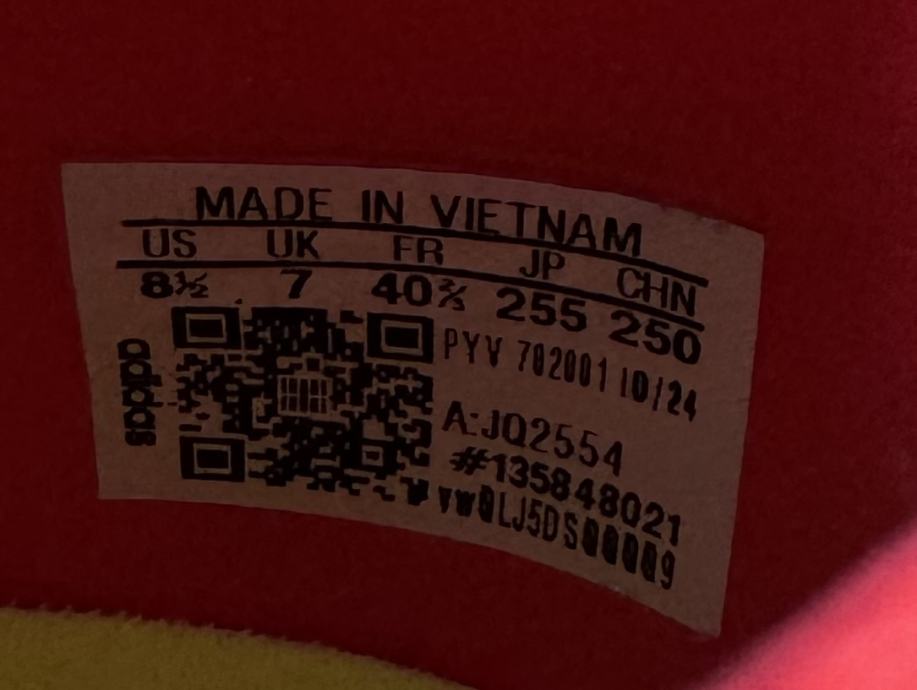 MADE IN VIETNAM
US UK FR JP CHN
8½ 7 40⅔ 255 250
adidas
PYV 702001 10/24
A:JQ2554
#135848021